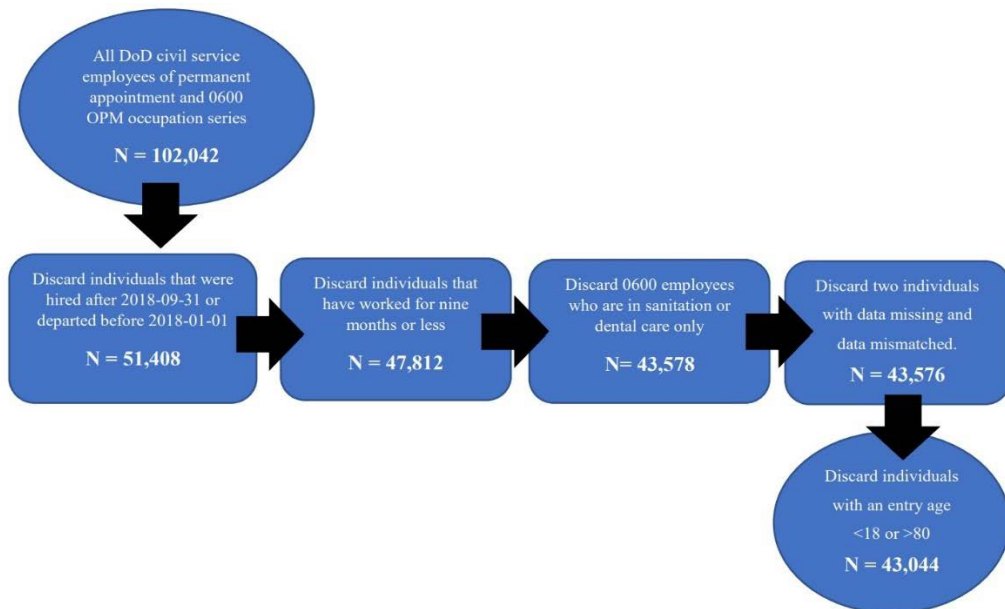 All DoD civil service
employees of permanent
appointment and 0600
OPM occupation series
N = 102,042
Discard individuals that were
hired after 2018-09-31 or
departed before 2018-01-01
N = 51,408
Discard individuals that
have worked for nine
months or less
N = 47,812
Discard 0600 employees
who are in sanitation or
dental care only
N= 43,578
Discard two individuals
with data missing and
data mismatched.
N = 43,576
Discard individuals
with an entry age
<18 or >80
N = 43,044